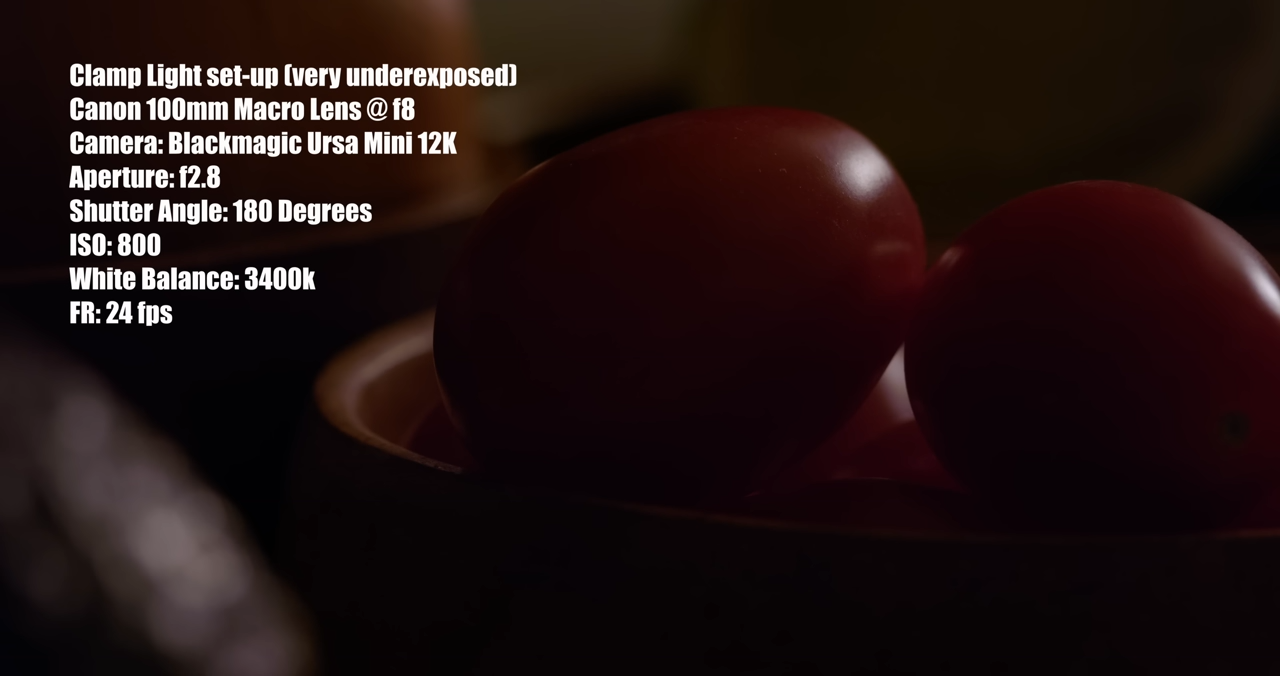 Clamp Light set-up (very underexposed)
Canon 100mm Macro Lens @ f8
Camera: Blackmagic Ursa Mini 12K
Aperture: f2.8
Shutter Angle: 180 Degrees
ISO: 800
White Balance: 3400k
FR: 24 fps